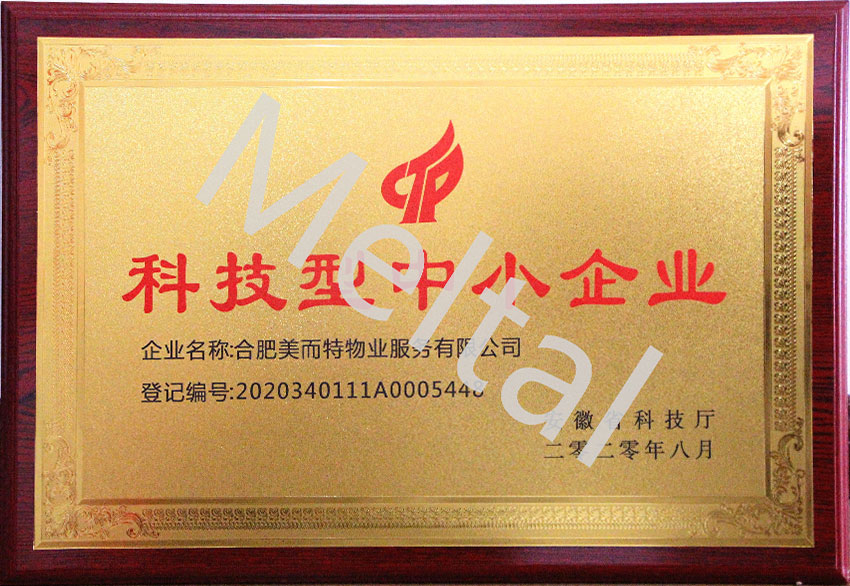 科技型中小企业
企业名称:合肥美而特物业服务有限公司
登记编号:2020340111A0005448
安徽省科技厅
二零二零年八月
Meltal